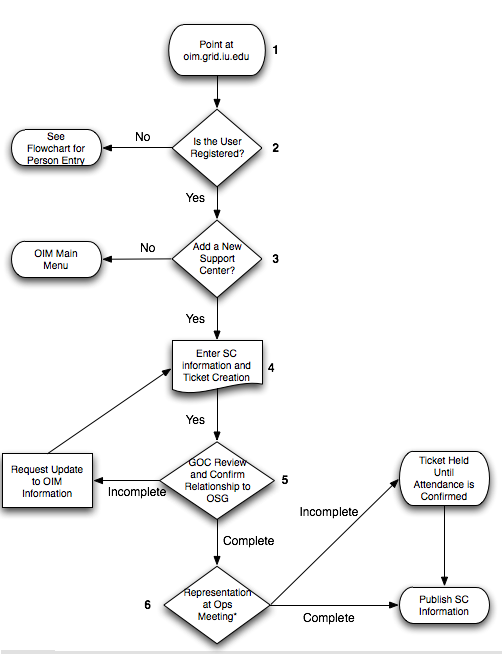 Point at
oim.grid.iu.edu
1
See
Flowchart for
Person Entry
No
Is the User
Registered?
2
Yes
OIM Main
Menu
No
Add a New
Support
Center?
3
Yes
Enter SC
information and
Ticket Creation
4
Yes
Request Update
to OIM
Information
Incomplete
GOC Review
and Confirm
Relationship to
OSG
5
Ticket Held
Until
Attendance is
Confirmed
Incomplete
Complete
6
Representation
at Ops
Meeting*
Complete
Publish SC
Information